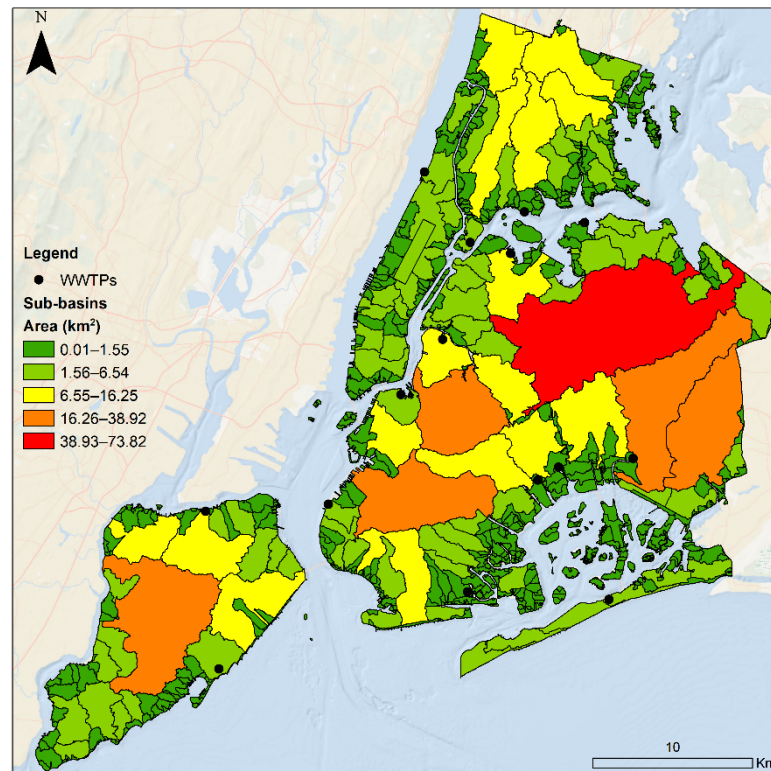 N
Legend
WWTPs
Sub-basins
Area (km²)
0.01–1.55
1.56–6.54
6.55–16.25
16.26–38.92
38.93–73.82
10
Km